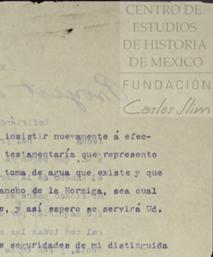 CENTRO DE
ESTUDIOS
DE HISTORIA
DE MEXICO
FUNDACIÓN
Carlos Slim
insistir nuevamente á efec-
testamentaría que represento
toma de agua que existe y que
ancho de la Hormiga, sea cual
s, y así espero se servirá Ud.
s seguridades de mi distinguida